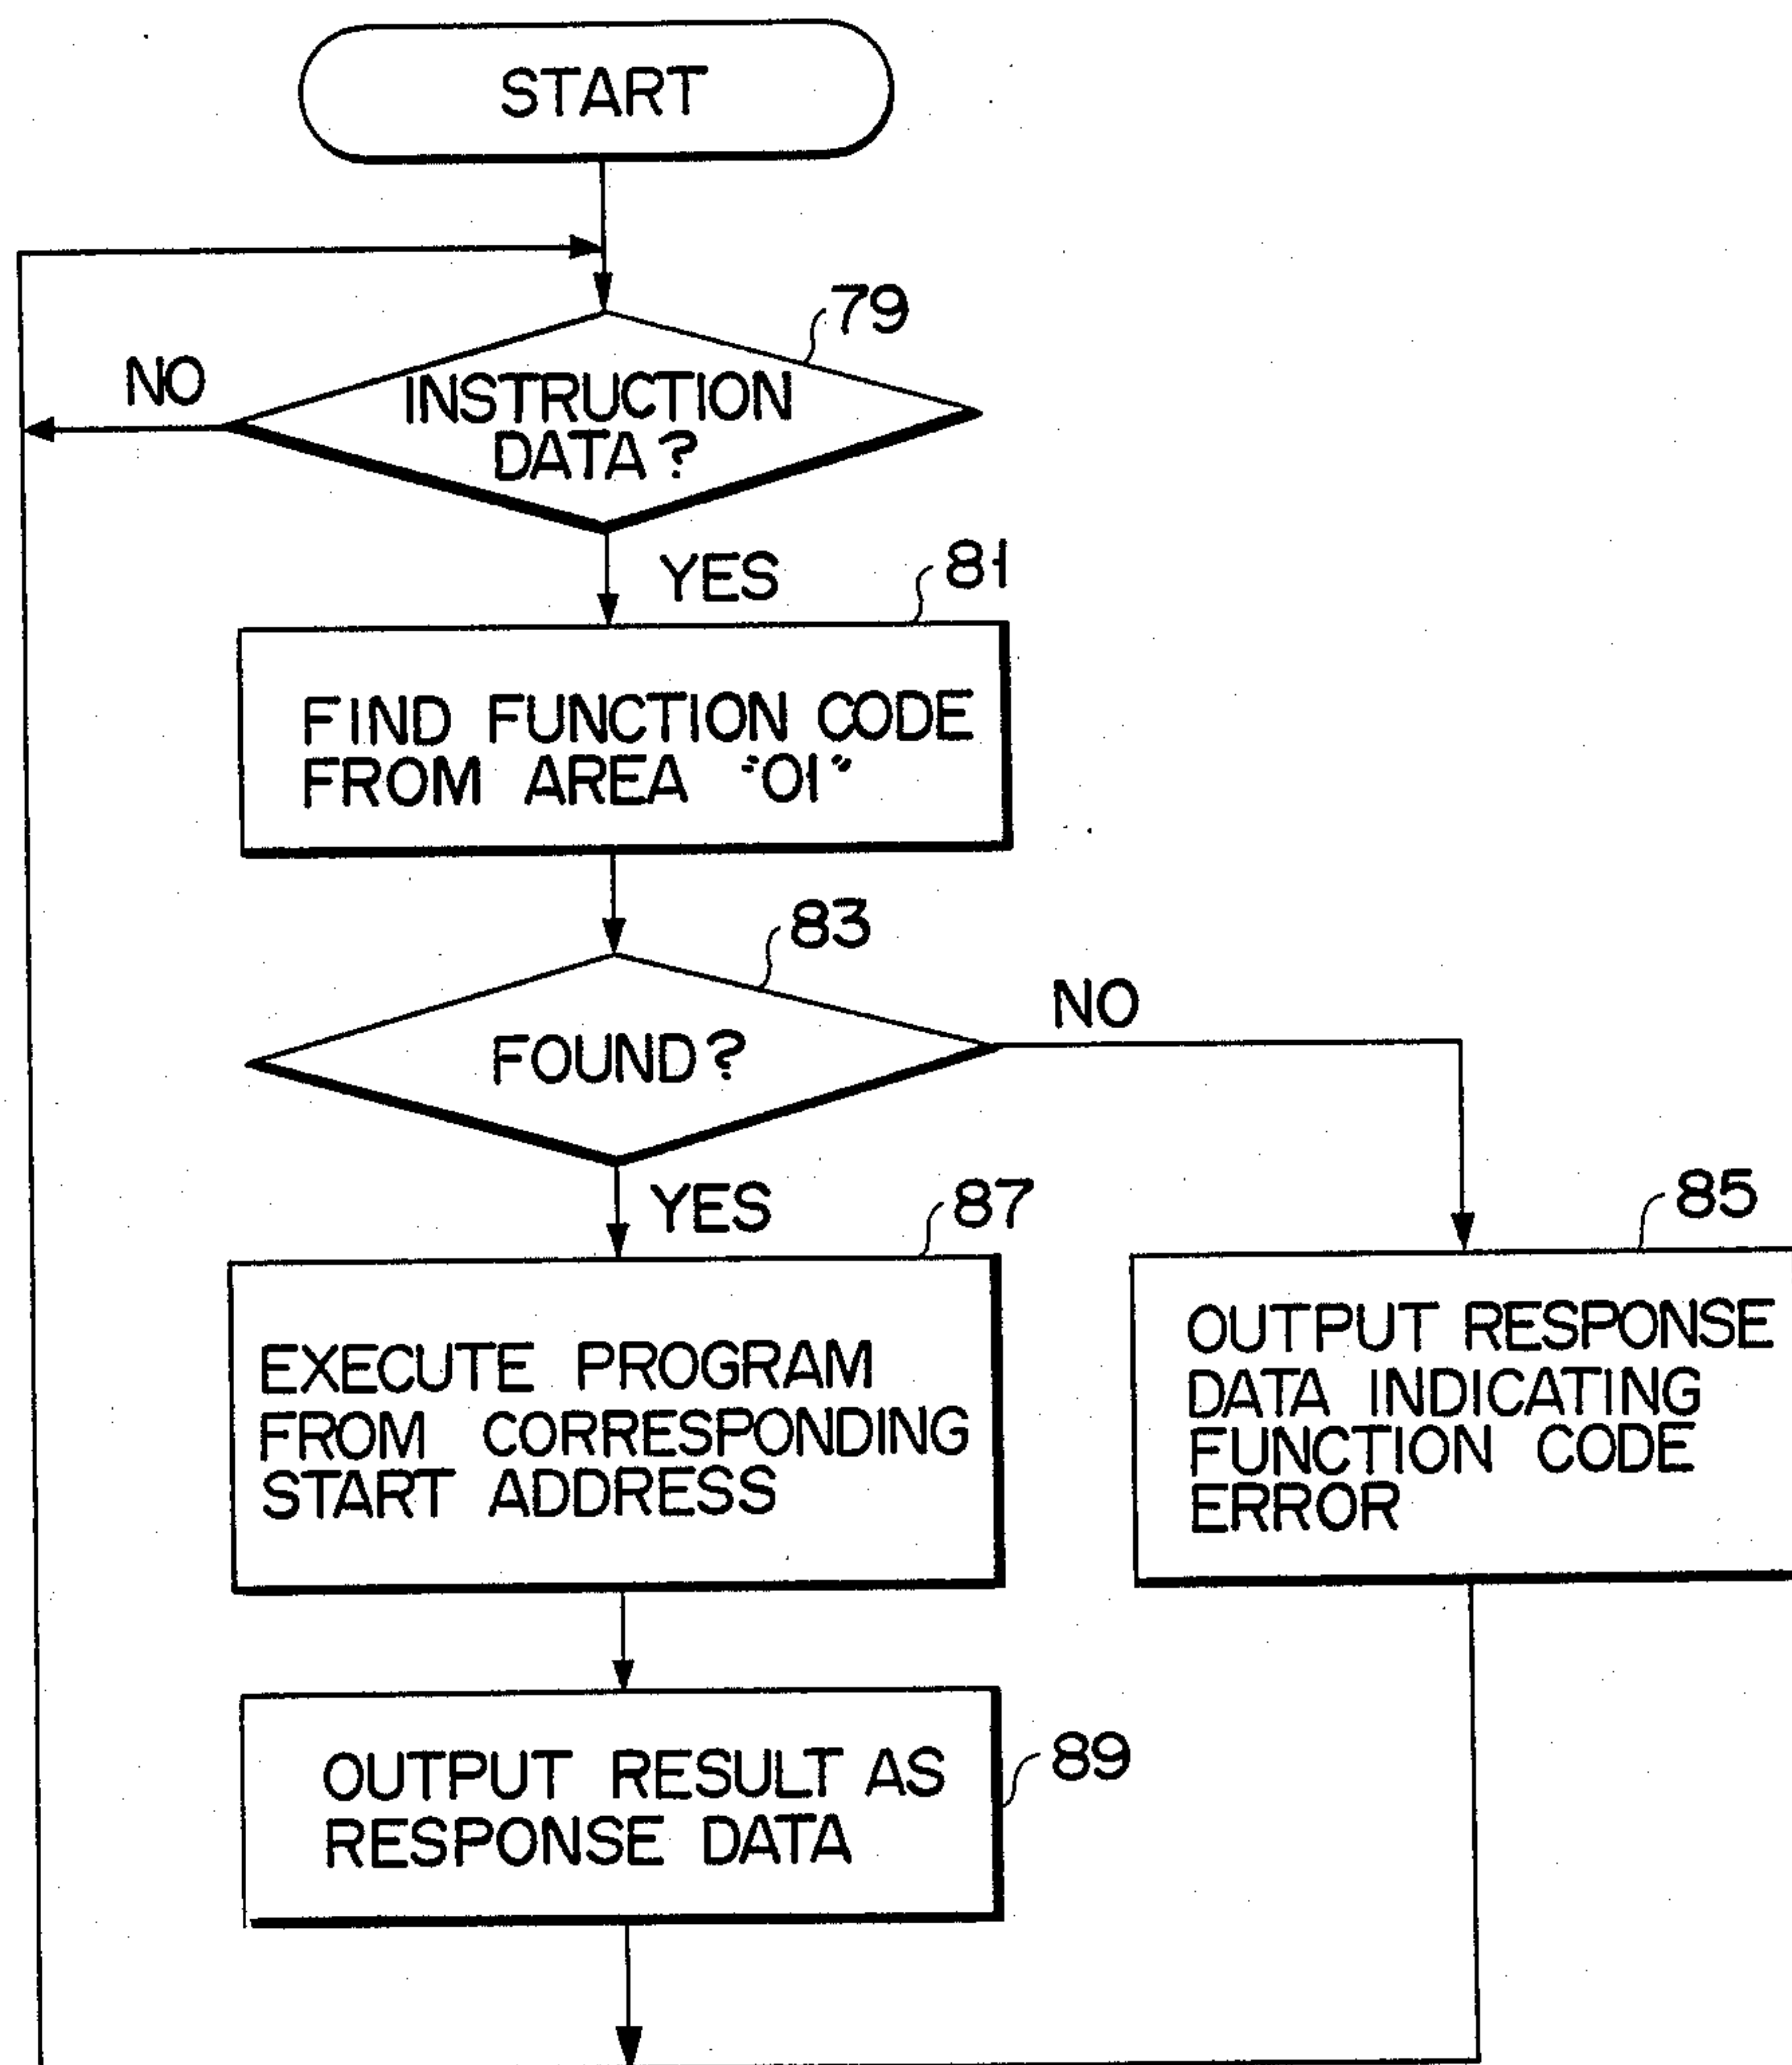 START
79
NO
INSTRUCTION
DATA?
YES
81
FIND FUNCTION CODE
FROM AREA "01"
83
FOUND?
NO
YES
87
85
EXECUTE PROGRAM
FROM CORRESPONDING
START ADDRESS
OUTPUT RESPONSE
DATA INDICATING
FUNCTION CODE
ERROR
OUTPUT RESULT AS
RESPONSE DATA
89